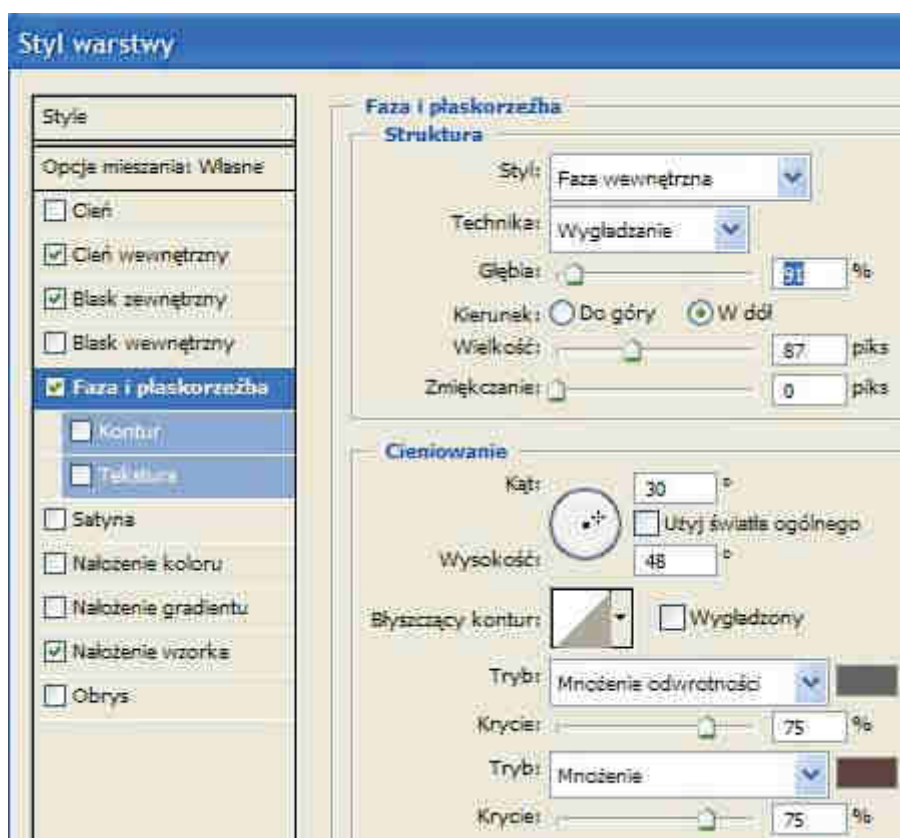 Styl warstwy
Style
Opcje mieszania: Własne
Cień
Cień wewnętrzny
Blask zewnętrzny
Blask wewnętrzny
Faza i płaskorzeźba
Kontur
Tekstura
Satyna
Nałożenie koloru
Nałożenie gradientu
Nałożenie wzorka
Obrys
Faza i płaskorzeźba
Struktura
Styl: Faza wewnętrzna
Technika: Wygładzanie
Głębia: 91 %
Kierunek: Do góry W dół
Wielkość: 87 piks
Zmiękczanie: 0 piks
Cieniowanie
Kąt: 30 °
Użyj światła ogólnego
Wysokość: 48 °
Błyszczący kontur: Wygładzony
Tryb: Mnożenie odwrotności
Krycie: 75 %
Tryb: Mnożenie
Krycie: 75 %